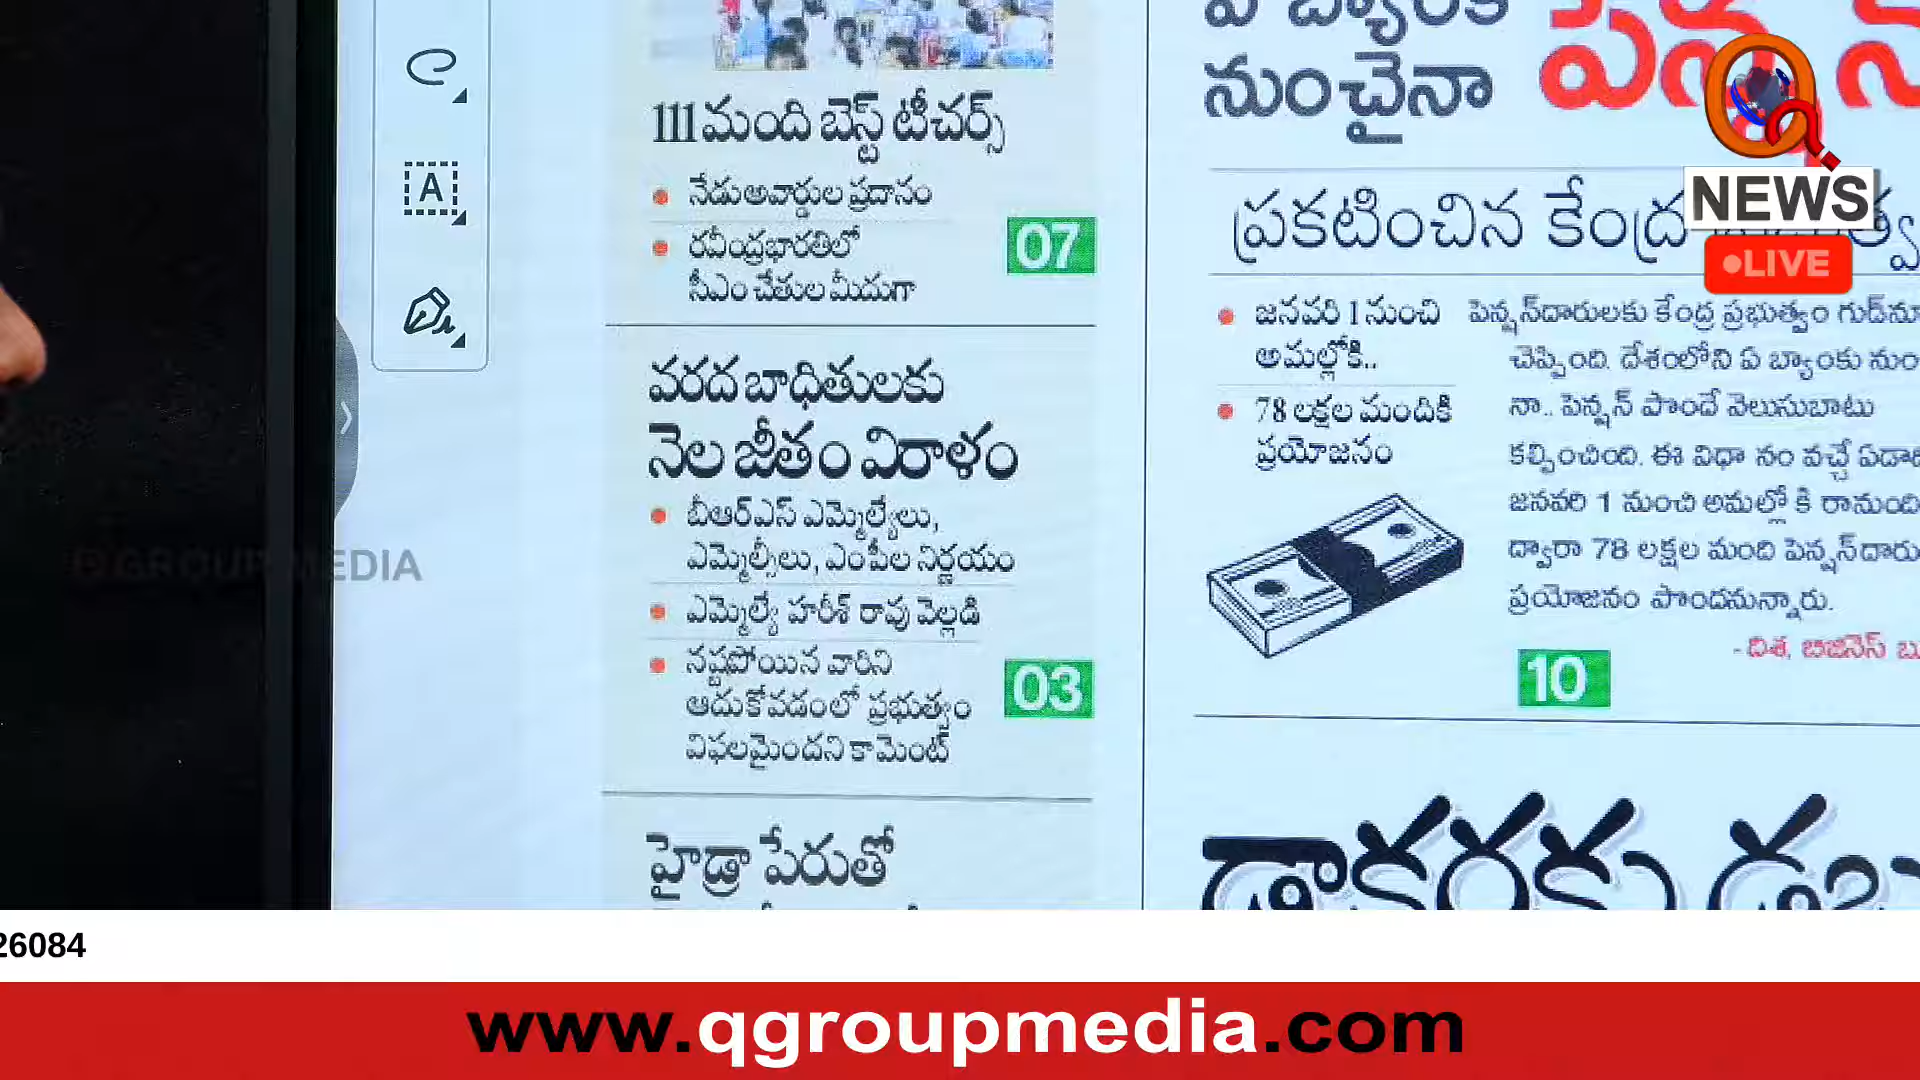 111 మంది బెస్ట్ టీచర్స్
నేడు అవార్డుల ప్రదానం
రవీంద్రభారతిలో
సీఎం చేతుల మీదుగా
07
వరద బాధితులకు
నెల జీతం విరాళం
బీఆర్ఎస్ ఎమ్మెల్యేలు,
ఎమ్మెల్సీలు, ఎంపీల నిర్ణయం
ఎమ్మెల్యే హరీశ్ రావు వెల్లడి
నష్టపోయిన వారిని
ఆదుకోవడంలో ప్రభుత్వం
విఫలమైందని కామెంట్
03
హైడ్రా పేరుతో
ఏ బ్యాంక్
నుంచైనా
ప్రకటించిన కేంద్ర
జనవరి 1 నుంచి
అమల్లోకి..
78 లక్షల మందికి
ప్రయోజనం
పెన్షన్‌దారులకు కేంద్ర ప్రభుత్వం గుడ్‌న్యూ
చెప్పింది. దేశంలోని ఏ బ్యాంకు నుం
నా.. పెన్షన్ పొందే వెలుసుబాటు
కల్పించింది. ఈ విధా నం వచ్చే ఏడాది
జనవరి 1 నుంచి అమల్లో కి రానుంది
ద్వారా 78 లక్షల మంది పెన్షన్‌దారు
ప్రయోజనం పొందనున్నారు.
- దిశ, బిజినెస్ బ్యు
10
A
Q
NEWS
LIVE
Q GROUP MEDIA
26084
www.qgroupmedia.com